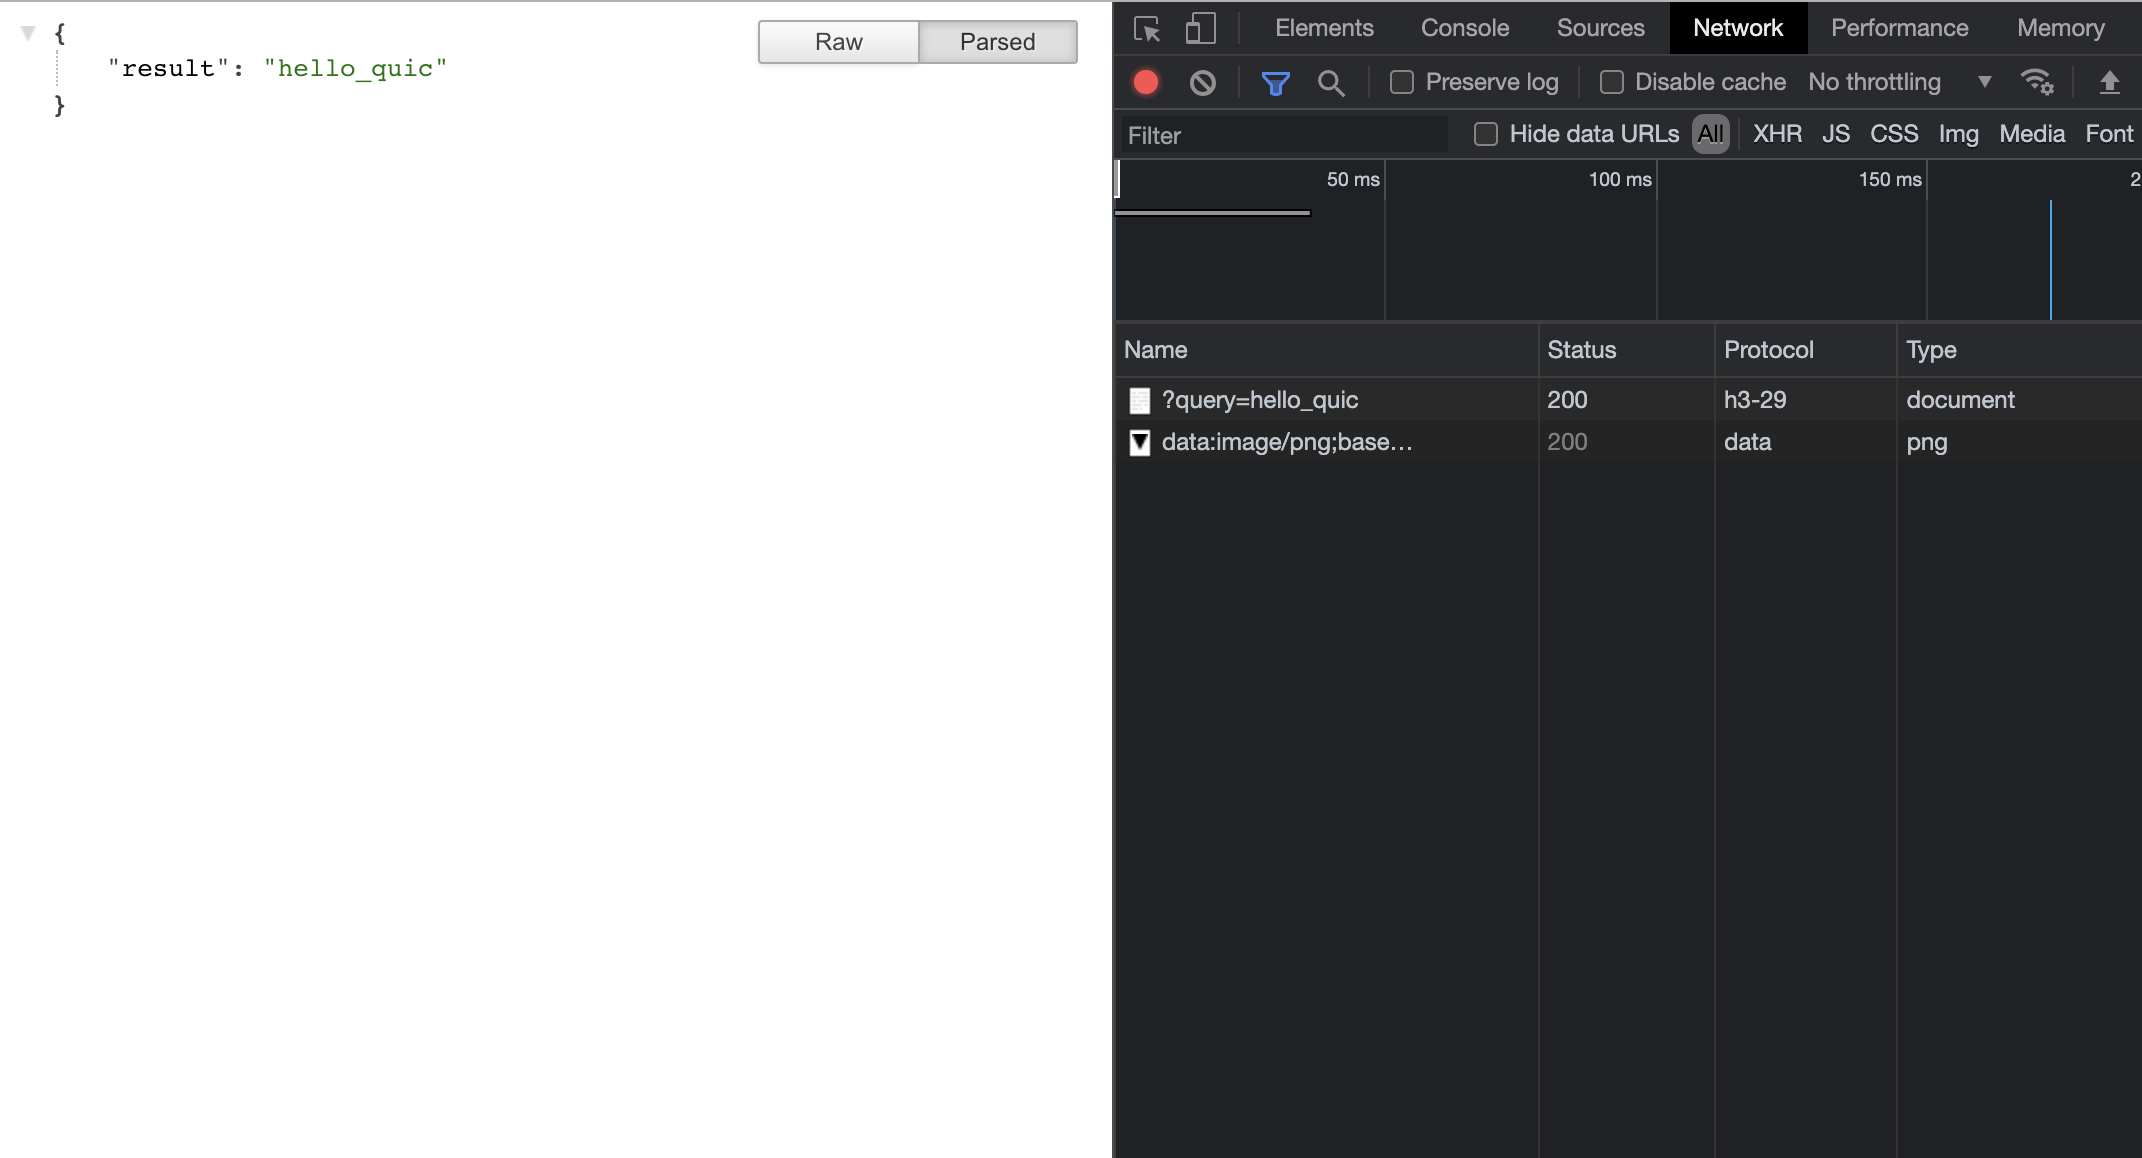 {
"result": "hello_quic"
}
Raw Parsed
Elements Console Sources Network Performance Memory
Preserve log Disable cache No throttling
Filter Hide data URLs All XHR JS CSS Img Media Font
50 ms 100 ms 150 ms 2
Name Status Protocol Type
?query=hello_quic 200 h3-29 document
data:image/png;base… 200 data png